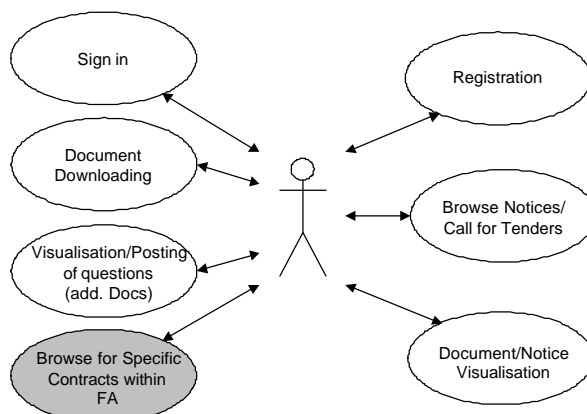 Sign in
Document
Downloading
Visualisation/Posting
of questions
(add. Docs)
Browse for Specific
Contracts within
FA
Registration
Browse Notices/
Call for Tenders
Document/Notice
Visualisation